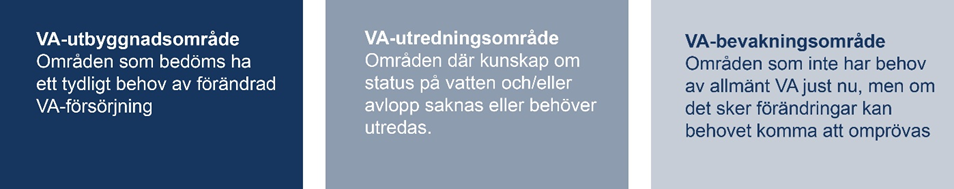 VA-utbyggnadsområde
Områden som bedöms ha
ett tydligt behov av förändrad
VA-försörjning
VA-utredningsområde
Områden där kunskap om
status på vatten och/eller
avlopp saknas eller behöver
utredas.
VA-bevakningsområde
Områden som inte har behov
av allmänt VA just nu, men om
det sker förändringar kan
behovet komma att omprövas